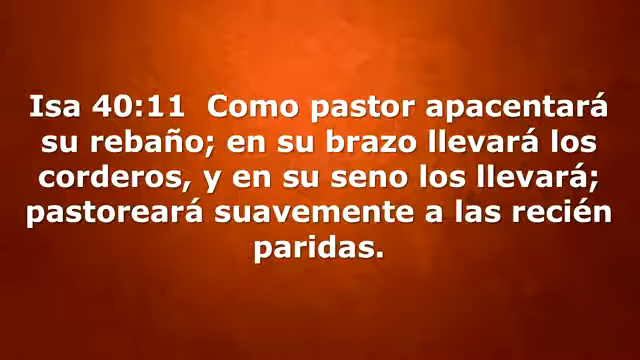 Isa 40:11  Como pastor apacentará
su rebaño; en su brazo llevará los
corderos, y en su seno los llevará;
pastoreará suavemente a las recién
paridas.